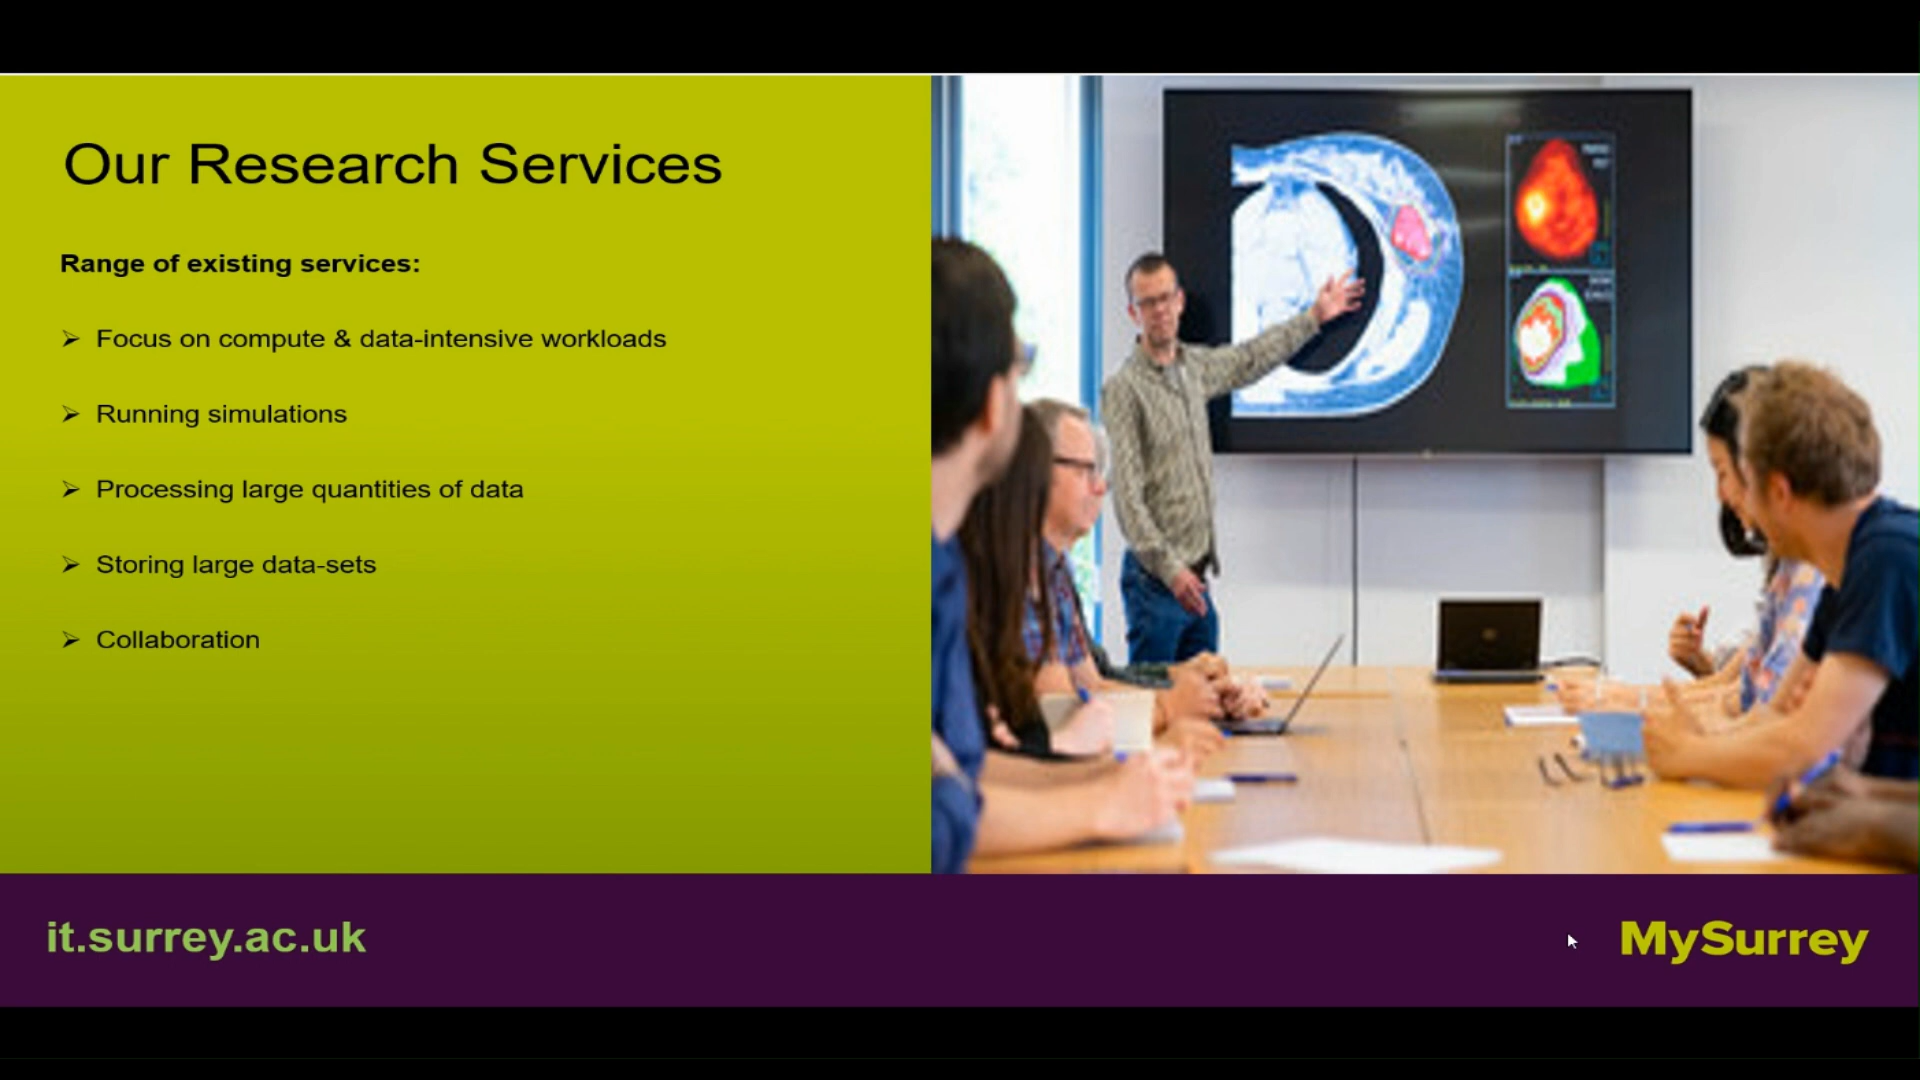 Our Research Services
Range of existing services:
➢ Focus on compute & data-intensive workloads
➢ Running simulations
➢ Processing large quantities of data
➢ Storing large data-sets
➢ Collaboration
it.surrey.ac.uk
MySurrey